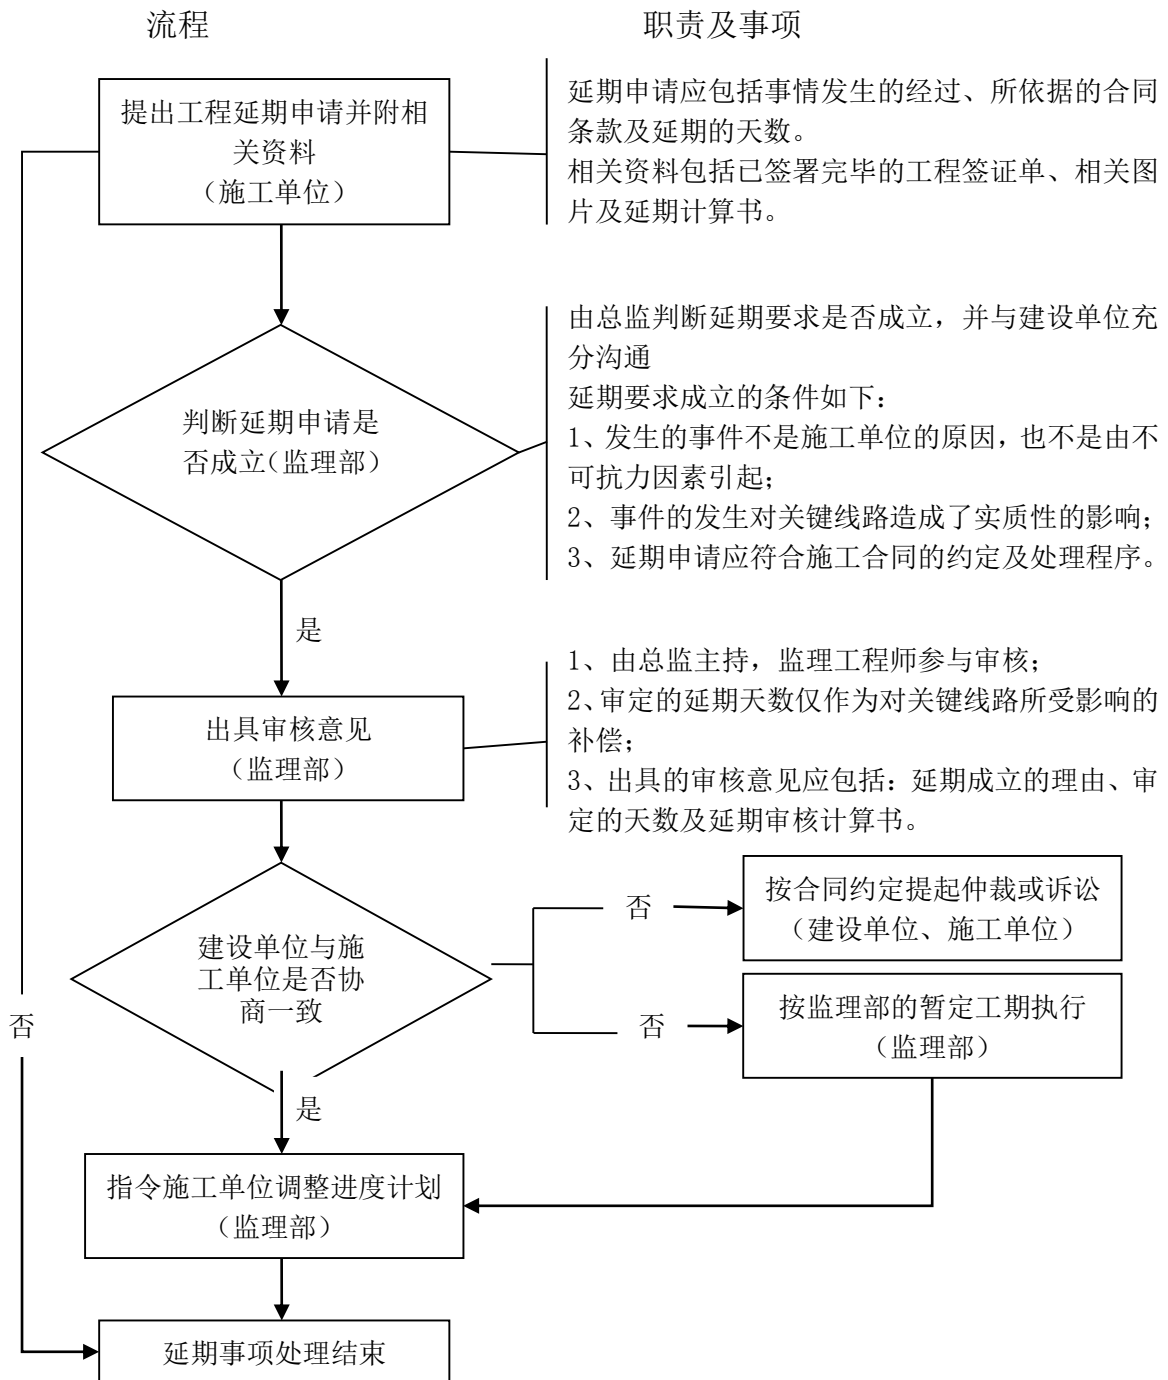 流程
职责及事项
提出工程延期申请并附相
关资料
（施工单位）
延期申请应包括事情发生的经过、所依据的合同
条款及延期的天数。
相关资料包括已签署完毕的工程签证单、相关图
片及延期计算书。
判断延期申请是
否成立（监理部）
由总监判断延期要求是否成立，并与建设单位充
分沟通
延期要求成立的条件如下：
1、发生的事件不是施工单位的原因，也不是由不
可抗力因素引起；
2、事件的发生对关键线路造成了实质性的影响；
3、延期申请应符合施工合同的约定及处理程序。
是
出具审核意见
（监理部）
1、由总监主持，监理工程师参与审核；
2、审定的延期天数仅作为对关键线路所受影响的
补偿；
3、出具的审核意见应包括：延期成立的理由、审
定的天数及延期审核计算书。
建设单位与施
工单位是否协
商一致
否
按合同约定提起仲裁或诉讼
（建设单位、施工单位）
否
按监理部的暂定工期执行
（监理部）
否
是
指令施工单位调整进度计划
（监理部）
延期事项处理结束